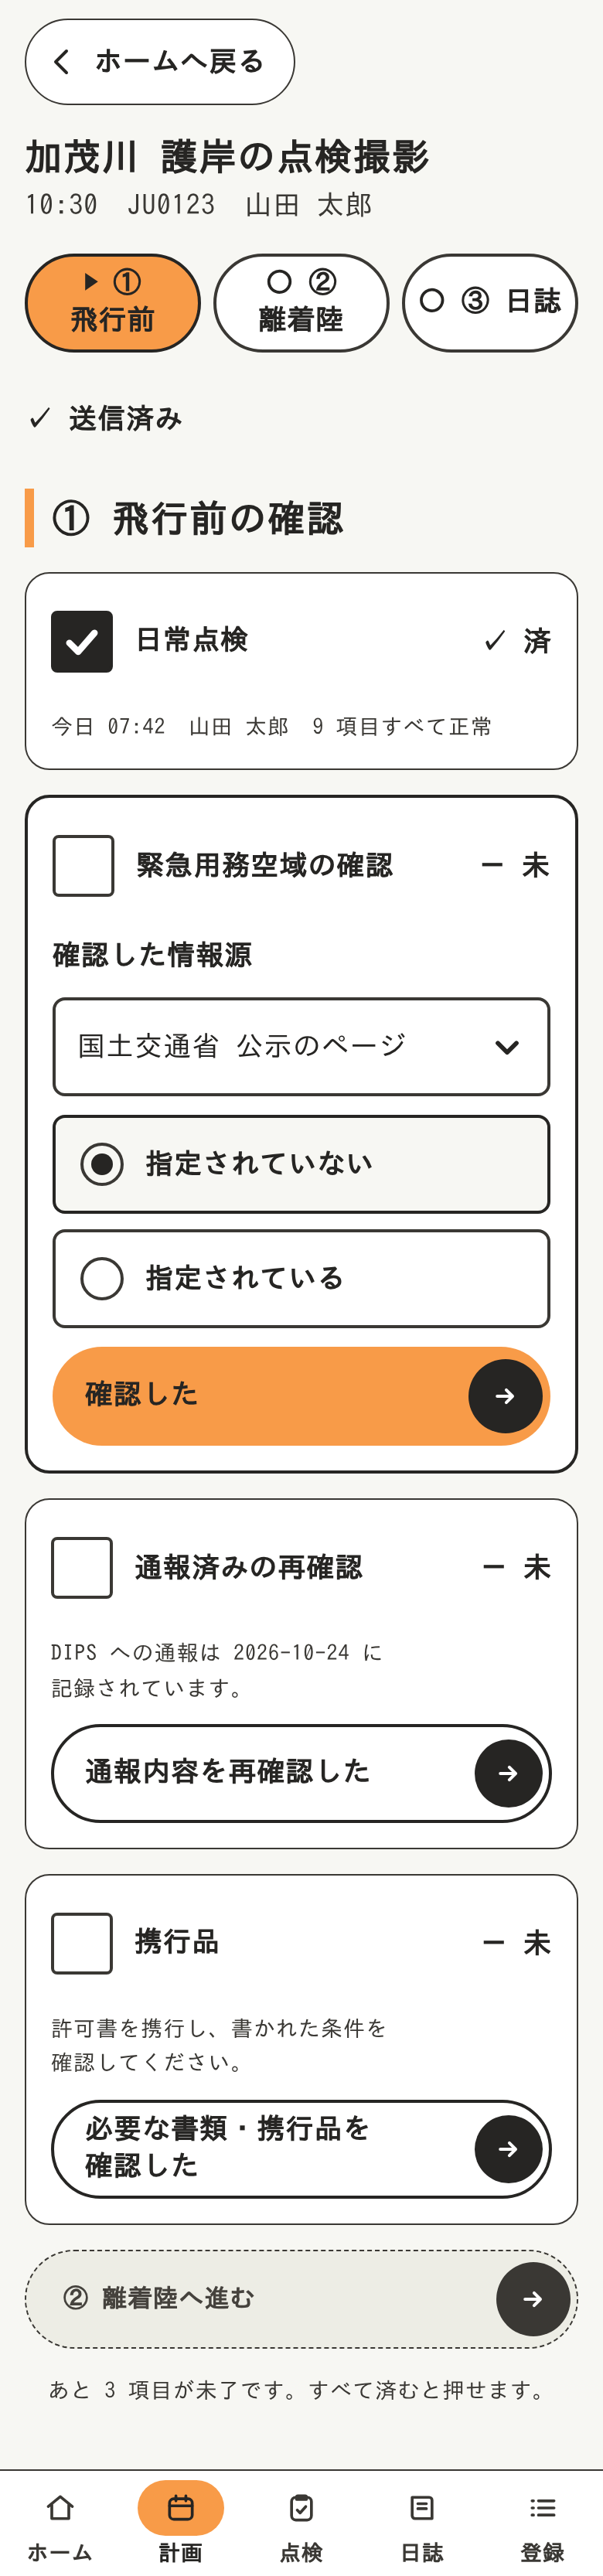 ホームへ戻る
加茂川 護岸の点検撮影
10:30 JU0123 山田 太郎
▶ ①
飛行前
○ ②
離着陸
○ ③ 日誌
✓ 送信済み
① 飛行前の確認
日常点検
✓ 済
今日 07:42 山田 太郎 9 項目すべて正常
緊急用務空域の確認
— 未
確認した情報源
国土交通省 公示のページ
指定されていない
指定されている
確認した
通報済みの再確認
— 未
DIPS への通報は 2026-10-24 に
記録されています。
通報内容を再確認した
携行品
— 未
許可書を携行し、書かれた条件を
確認してください。
必要な書類・携行品を
確認した
② 離着陸へ進む
あと 3 項目が未了です。すべて済むと押せます。
ホーム
計画
点検
日誌
登録